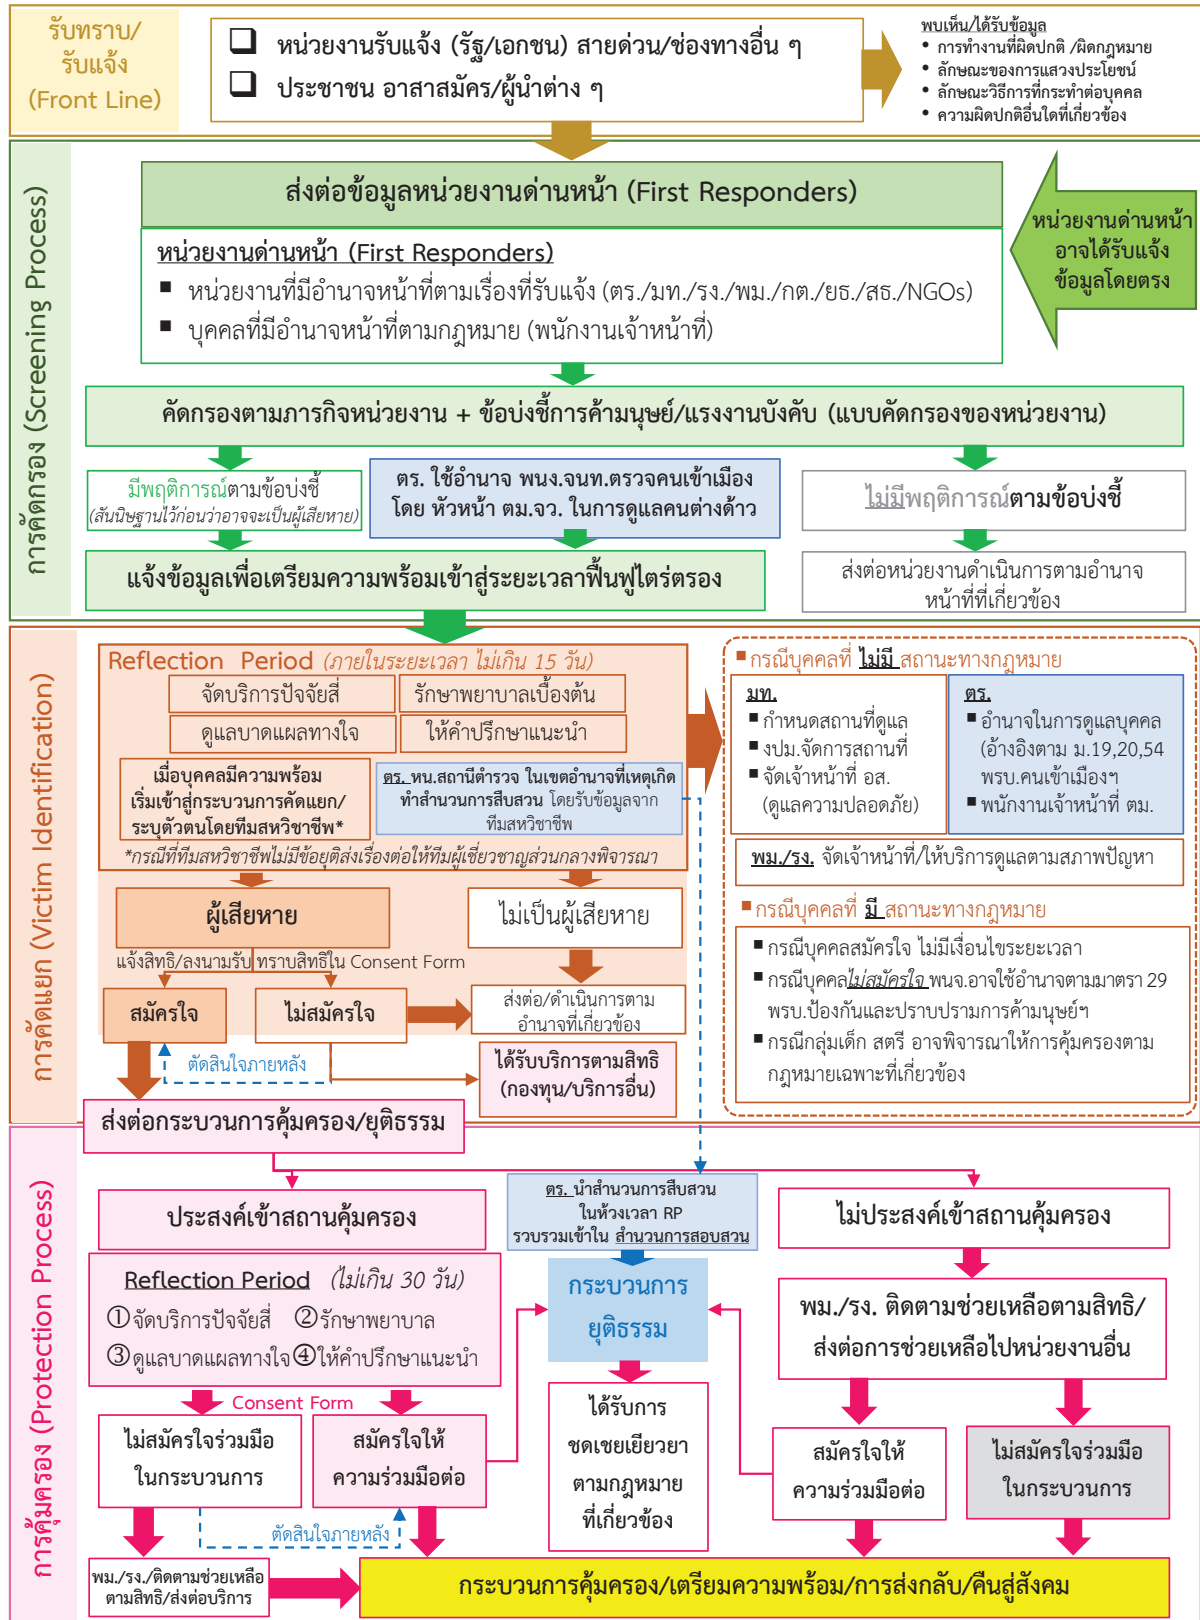 รับทราบ/
รับแจ้ง
(Front Line)
❑ หน่วยงานรับแจ้ง (รัฐ/เอกชน) สายด่วน/ช่องทางอื่น ๆ
❑ ประชาชน อาสาสมัคร/ผู้นำต่าง ๆ
พบเห็น/ได้รับข้อมูล
• การทำงานที่ผิดปกติ /ผิดกฎหมาย
• ลักษณะของการแสวงประโยชน์
• ลักษณะวิธีการที่กระทำต่อบุคคล
• ความผิดปกติอื่นใดที่เกี่ยวข้อง
การคัดกรอง (Screening Process)
ส่งต่อข้อมูลหน่วยงานด่านหน้า (First Responders)
หน่วยงานด่านหน้า (First Responders)
▪ หน่วยงานที่มีอำนาจหน้าที่ตามเรื่องที่รับแจ้ง (ตร./มท./รง./พม./กต./ยธ./สธ./NGOs)
▪ บุคคลที่มีอำนาจหน้าที่ตามกฎหมาย (พนักงานเจ้าหน้าที่)
หน่วยงานด่านหน้า
อาจได้รับแจ้ง
ข้อมูลโดยตรง
คัดกรองตามภารกิจหน่วยงาน + ข้อบ่งชี้การค้ามนุษย์/แรงงานบังคับ (แบบคัดกรองของหน่วยงาน)
มีพฤติการณ์ตามข้อบ่งชี้
(สันนิษฐานไว้ก่อนว่าอาจจะเป็นผู้เสียหาย)
ตร. ใช้อำนาจ พนง.จนท.ตรวจคนเข้าเมือง
โดย หัวหน้า ตม.จว. ในการดูแลคนต่างด้าว
ไม่มีพฤติการณ์ตามข้อบ่งชี้
แจ้งข้อมูลเพื่อเตรียมความพร้อมเข้าสู่ระยะเวลาฟื้นฟูไตร่ตรอง
ส่งต่อหน่วยงานดำเนินการตามอำนาจ
หน้าที่ที่เกี่ยวข้อง
การคัดแยก (Victim Identification)
Reflection Period (ภายในระยะเวลา ไม่เกิน 15 วัน)
จัดบริการปัจจัยสี่
รักษาพยาบาลเบื้องต้น
ดูแลบาดแผลทางใจ
ให้คำปรึกษาแนะนำ
เมื่อบุคคลมีความพร้อม
เริ่มเข้าสู่กระบวนการคัดแยก/
ระบุตัวตนโดยทีมสหวิชาชีพ*
ตร. หน.สถานีตำรวจ ในเขตอำนาจที่เหตุเกิด
ทำสำนวนการสืบสวน โดยรับข้อมูลจาก
ทีมสหวิชาชีพ
*กรณีที่ทีมสหวิชาชีพไม่มีข้อยุติส่งเรื่องต่อให้ทีมผู้เชี่ยวชาญส่วนกลางพิจารณา
▪ กรณีบุคคลที่ ไม่มี สถานะทางกฎหมาย
มท.
▪ กำหนดสถานที่ดูแล
▪ งปม.จัดการสถานที่
▪ จัดเจ้าหน้าที่ อส.
(ดูแลความปลอดภัย)
ตร.
▪ อำนาจในการดูแลบุคคล
(อ้างอิงตาม ม.19,20,54
พรบ.คนเข้าเมืองฯ
▪ พนักงานเจ้าหน้าที่ ตม.
พม./รง. จัดเจ้าหน้าที่/ให้บริการดูแลตามสภาพปัญหา
▪ กรณีบุคคลที่ มี สถานะทางกฎหมาย
▪ กรณีบุคคลสมัครใจ ไม่มีเงื่อนไขระยะเวลา
▪ กรณีบุคคลไม่สมัครใจ พนจ.อาจใช้อำนาจตามมาตรา 29
พรบ.ป้องกันและปราบปรามการค้ามนุษย์ฯ
▪ กรณีกลุ่มเด็ก สตรี อาจพิจารณาให้การคุ้มครองตาม
กฎหมายเฉพาะที่เกี่ยวข้อง
ผู้เสียหาย
ไม่เป็นผู้เสียหาย
แจ้งสิทธิ/ลงนามรับ ทราบสิทธิใน Consent Form
สมัครใจ
ไม่สมัครใจ
ส่งต่อ/ดำเนินการตาม
อำนาจที่เกี่ยวข้อง
ตัดสินใจภายหลัง
ได้รับบริการตามสิทธิ
(กองทุน/บริการอื่น)
ส่งต่อกระบวนการคุ้มครอง/ยุติธรรม
การคุ้มครอง (Protection Process)
ประสงค์เข้าสถานคุ้มครอง
ตร. นำสำนวนการสืบสวน
ในห้วงเวลา RP
รวบรวมเข้าใน สำนวนการสอบสวน
ไม่ประสงค์เข้าสถานคุ้มครอง
Reflection Period (ไม่เกิน 30 วัน)
①จัดบริการปัจจัยสี่ ②รักษาพยาบาล
③ดูแลบาดแผลทางใจ ④ให้คำปรึกษาแนะนำ
กระบวนการ
ยุติธรรม
พม./รง. ติดตามช่วยเหลือตามสิทธิ/
ส่งต่อการช่วยเหลือไปหน่วยงานอื่น
Consent Form
ไม่สมัครใจร่วมมือ
ในกระบวนการ
สมัครใจให้
ความร่วมมือต่อ
ได้รับการ
ชดเชยเยียวยา
ตามกฎหมาย
ที่เกี่ยวข้อง
สมัครใจให้
ความร่วมมือต่อ
ไม่สมัครใจร่วมมือ
ในกระบวนการ
ตัดสินใจภายหลัง
พม./รง./ติดตามช่วยเหลือ
ตามสิทธิ/ส่งต่อบริการ
กระบวนการคุ้มครอง/เตรียมความพร้อม/การส่งกลับ/คืนสู่สังคม